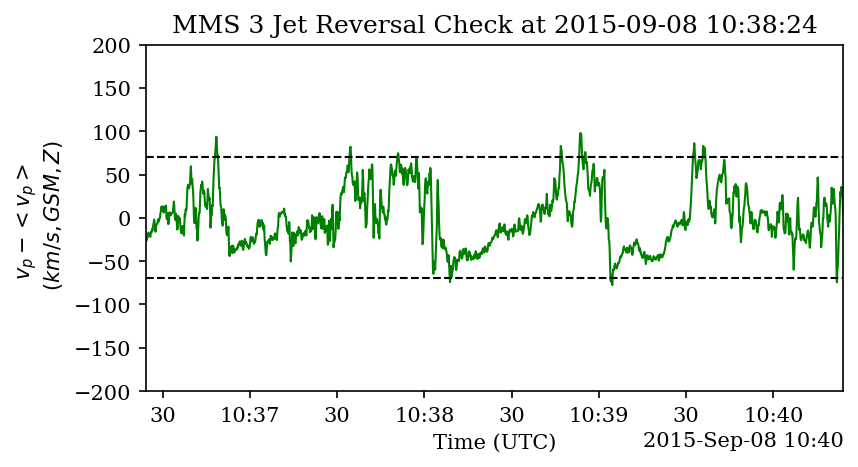 MMS 3 Jet Reversal Check at 2015-09-08 10:38:24
200
150
100
50
0
−50
−100
−150
−200
v_p − < v_p >
(km/s, GSM, Z)
30 10:37 30 10:38 30 10:39 30 10:40
Time (UTC)
2015-Sep-08 10:40